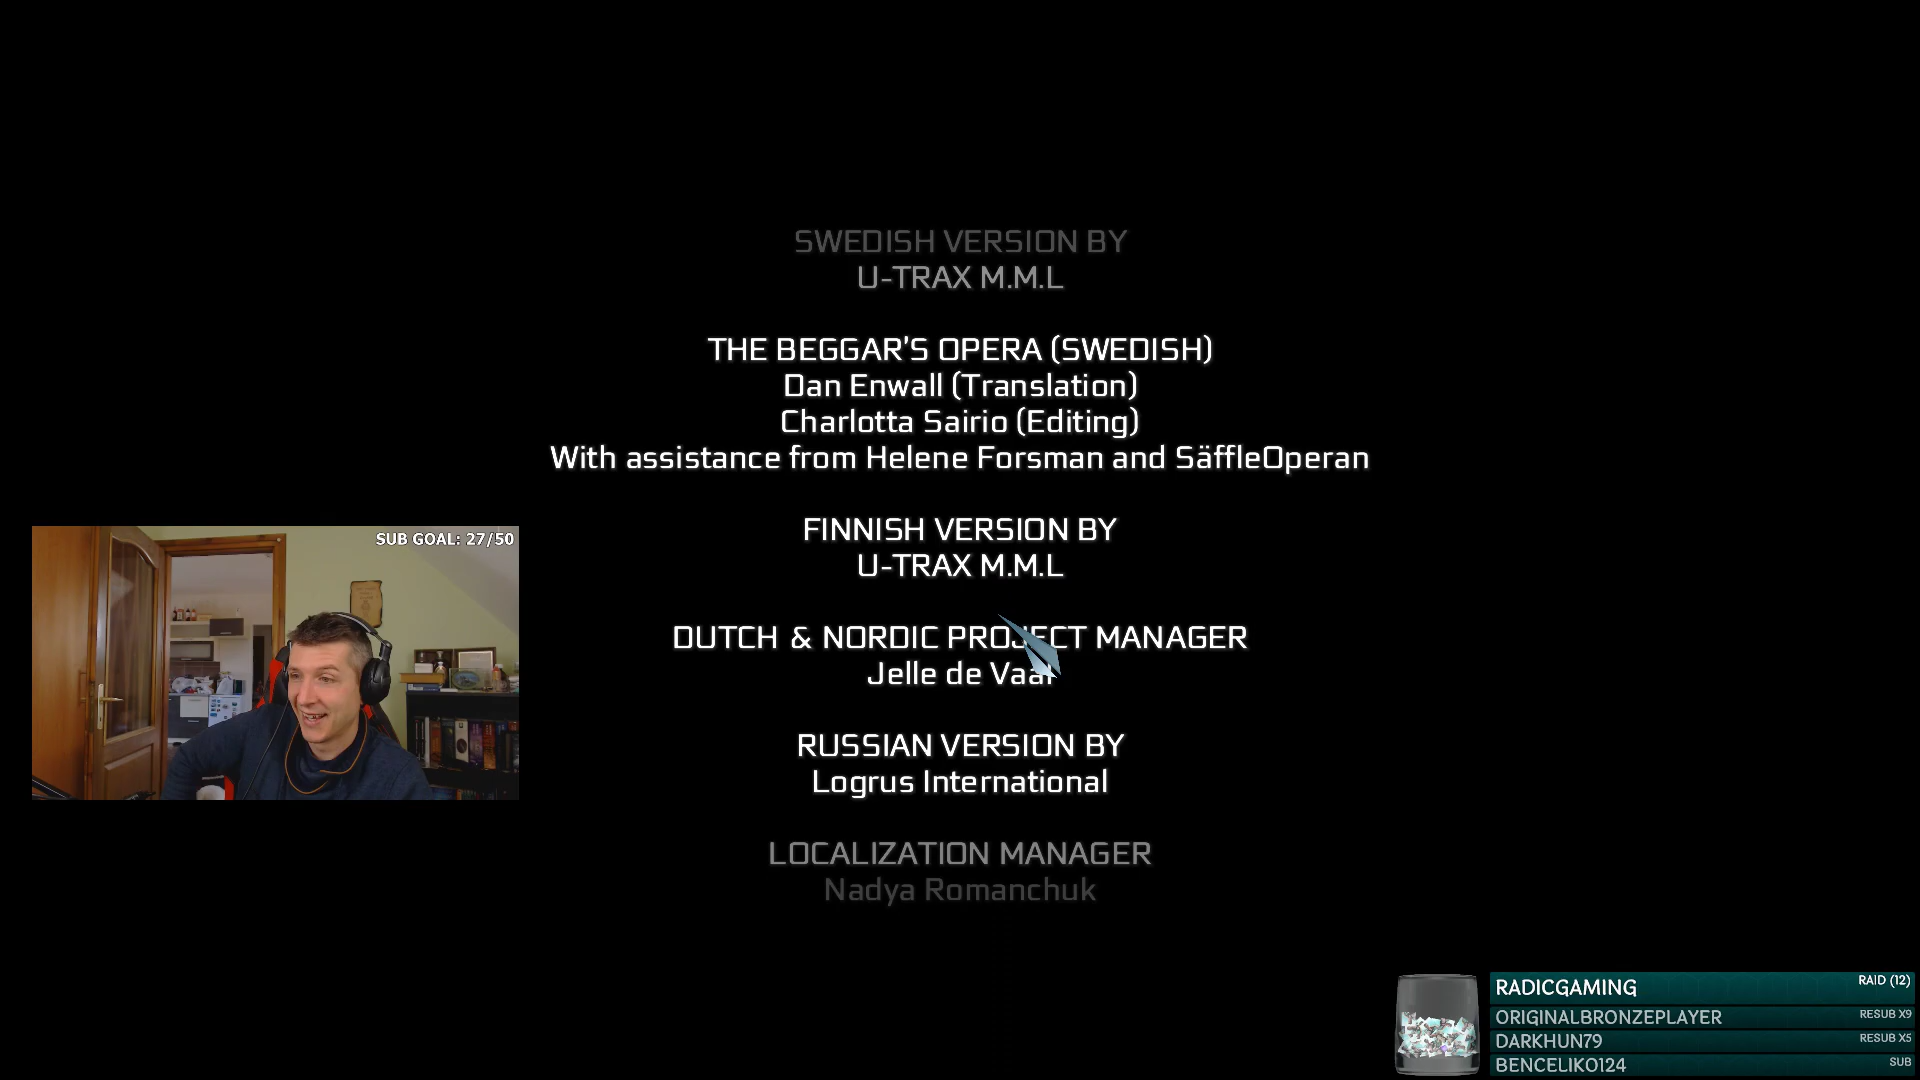 SWEDISH VERSION BY
U-TRAX M.M.L
THE BEGGAR'S OPERA (SWEDISH)
Dan Enwall (Translation)
Charlotta Sairio (Editing)
With assistance from Helene Forsman and SäffleOperan
FINNISH VERSION BY
U-TRAX M.M.L
DUTCH & NORDIC PROJECT MANAGER
Jelle de Vaal
RUSSIAN VERSION BY
Logrus International
LOCALIZATION MANAGER
Nadya Romanchuk
SUB GOAL: 27/50
RADICGAMING RAID (12)
ORIGINALBRONZEPLAYER RESUB X9
DARKHUN79 RESUB X5
BENCELIKO124 SUB